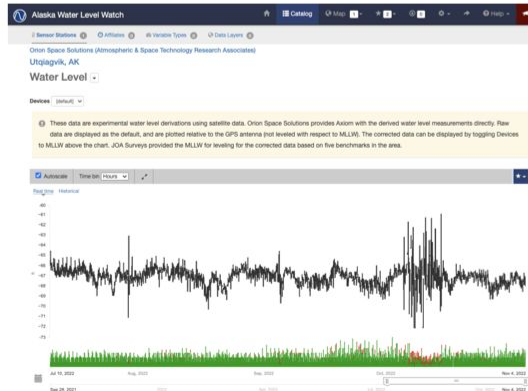 Alaska Water Level Watch
Catalog
Map
Help
Sensor Stations
Affiliates
Variable Types
Data Layers
Orion Space Solutions (Atmospheric & Space Technology Research Associates)
Utqiagvik, AK
Water Level
Devices (default)
These data are experimental water level derivations using satellite data. Orion Space Solutions provides Axiom with the derived water level measurements directly. Raw
data are displayed as the default, and are plotted relative to the GPS antenna (not leveled with respect to MLLW). The corrected data can be displayed by toggling Devices
to MLLW above the chart. JOA Surveys provided the MLLW for leveling for the corrected data based on five benchmarks in the area.
Autoscale Time bin Hours
Real time Historical
-60
-61
-62
-63
-64
-65
-66
-67
-68
-69
-70
-71
-72
-73
Jul 10, 2022 Aug, 2022 Sep, 2022 Oct, 2022 Nov 4, 2022
Dec 28, 2021 Nov 4, 2022